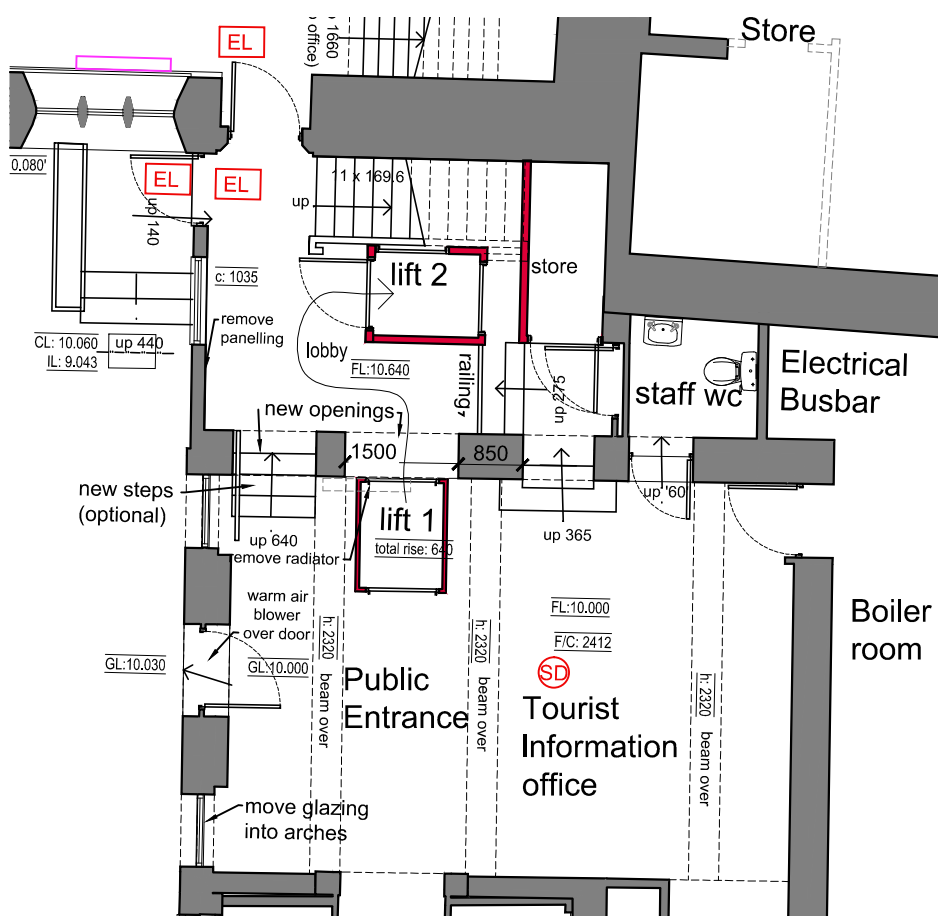 Store
EL
1660
office)
0.080'
EL
EL
11 x 169.6
up
up 140
c: 1035
lift 2
store
remove
panelling
CL: 10.060
IL: 9.043
up 440
lobby
FL:10.640
railing
dn 275
staff wc
Electrical
Busbar
new openings
1500
850
new steps
(optional)
lift 1
total rise: 640
up 640
remove radiator
up 365
up '60
warm air
blower
over door
FL:10.000
F/C: 2412
GL:10.030
GL:10.000
h: 2320 beam over
h: 2320 beam over
h: 2320 beam over
Boiler
room
Public
Entrance
SD
Tourist
Information
office
move glazing
into arches